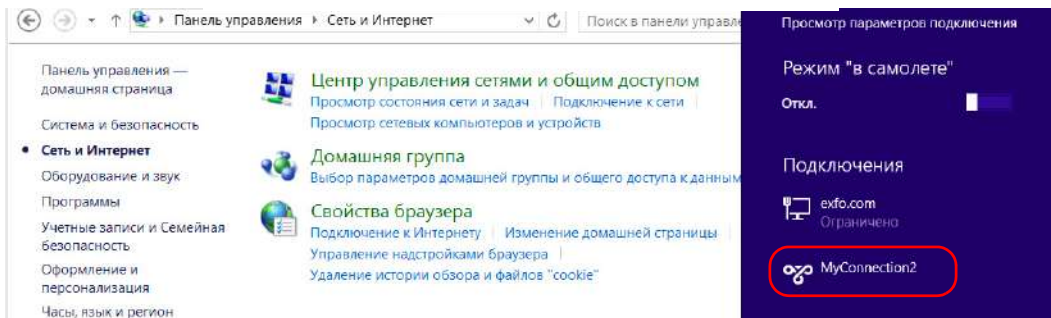 Панель управления ▸ Сеть и Интернет
Поиск в панели управле
Панель управления —
домашняя страница
Система и безопасность
Сеть и Интернет
Оборудование и звук
Программы
Учетные записи и Семейная
безопасность
Оформление и
персонализация
Часы, язык и регион
Центр управления сетями и общим доступом
Просмотр состояния сети и задач | Подключение к сети
Просмотр сетевых компьютеров и устройств
Домашняя группа
Выбор параметров домашней группы и общего доступа к данным
Свойства браузера
Подключение к Интернету | Изменение домашней страницы
Управление надстройками браузера
Удаление истории обзора и файлов "cookie"
Просмотр параметров подключения
Режим "в самолете"
Откл.
Подключения
exfo.com
Ограничено
MyConnection2